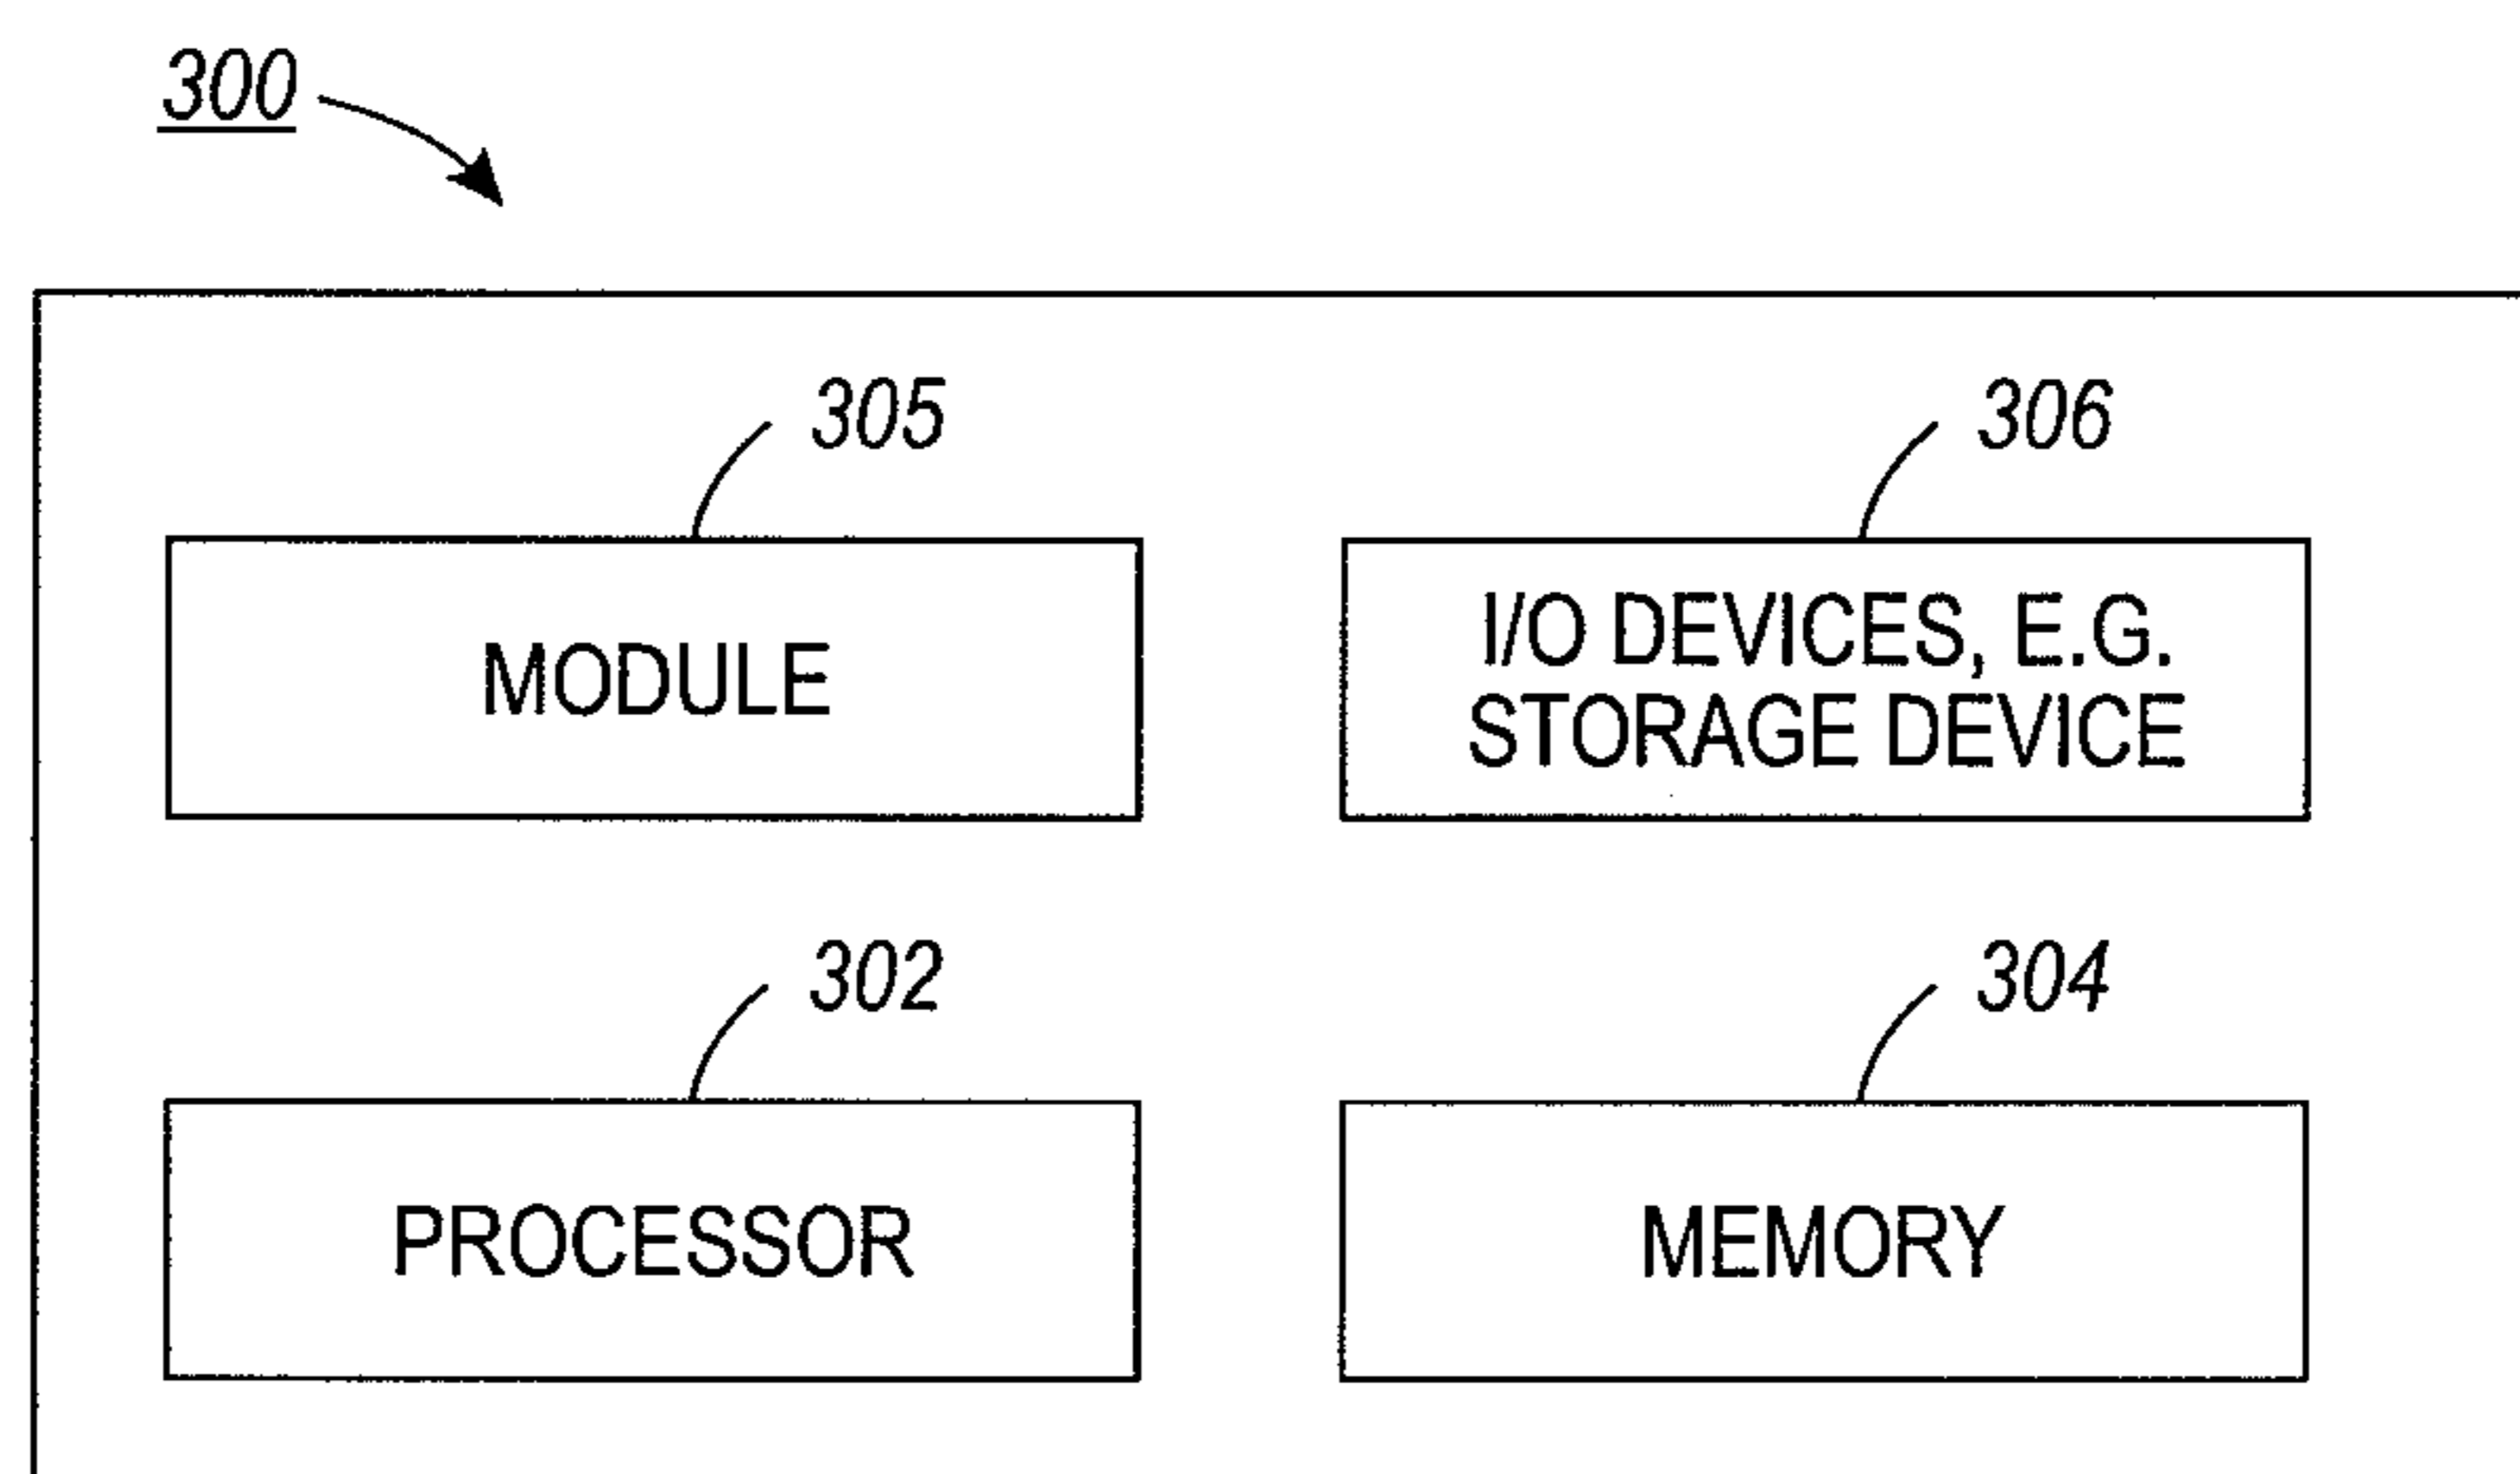 300
305
306
MODULE
I/O DEVICES, E.G.
STORAGE DEVICE
302
304
PROCESSOR
MEMORY